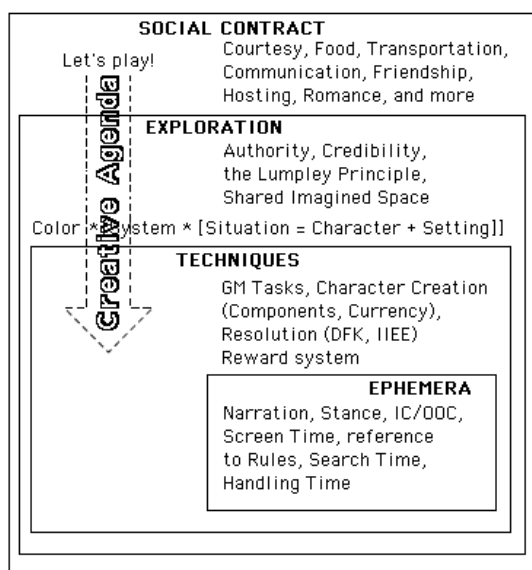 SOCIAL CONTRACT
Let's play!
Courtesy, Food, Transportation,
Communication, Friendship,
Hosting, Romance, and more
Creative Agenda
EXPLORATION
Authority, Credibility,
the Lumpley Principle,
Shared Imagined Space
Color * System * [Situation = Character + Setting]]
TECHNIQUES
GM Tasks, Character Creation
(Components, Currency),
Resolution (DFK, IIEE)
Reward system
EPHEMERA
Narration, Stance, IC/OOC,
Screen Time, reference
to Rules, Search Time,
Handling Time